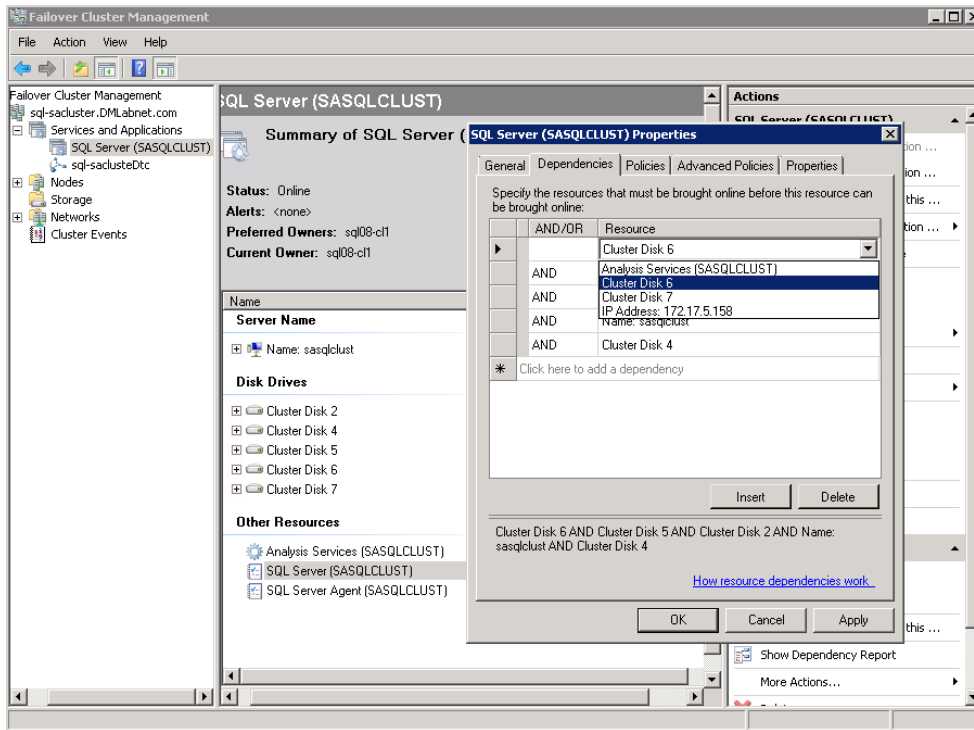 Failover Cluster Management
File Action View Help
Failover Cluster Management
sql-sacluster.DMLabnet.com
Services and Applications
SQL Server (SASQLCLUST)
sql-saclusteDtc
Nodes
Storage
Networks
Cluster Events
SQL Server (SASQLCLUST)
Summary of SQL Server (
Status: Online
Alerts: <none>
Preferred Owners: sql08-cl1
Current Owner: sql08-cl1
Name
Server Name
Name: sasqlclust
Disk Drives
Cluster Disk 2
Cluster Disk 4
Cluster Disk 5
Cluster Disk 6
Cluster Disk 7
Other Resources
Analysis Services (SASQLCLUST)
SQL Server (SASQLCLUST)
SQL Server Agent (SASQLCLUST)
SQL Server (SASQLCLUST) Properties
General Dependencies Policies Advanced Policies Properties
Specify the resources that must be brought online before this resource can
be brought online:
AND/OR Resource
Cluster Disk 6
Analysis Services (SASQLCLUST)
AND Cluster Disk 6
AND Cluster Disk 7
IP Address: 172.17.5.158
AND Name: sasqlclust
AND Cluster Disk 4
Click here to add a dependency
Insert Delete
Cluster Disk 6 AND Cluster Disk 5 AND Cluster Disk 2 AND Name:
sasqlclust AND Cluster Disk 4
How resource dependencies work
OK Cancel Apply
Actions
SQL Server (SASQLCLUST)
tion ...
ion ...
this ...
tion ...
this ...
Show Dependency Report
More Actions...